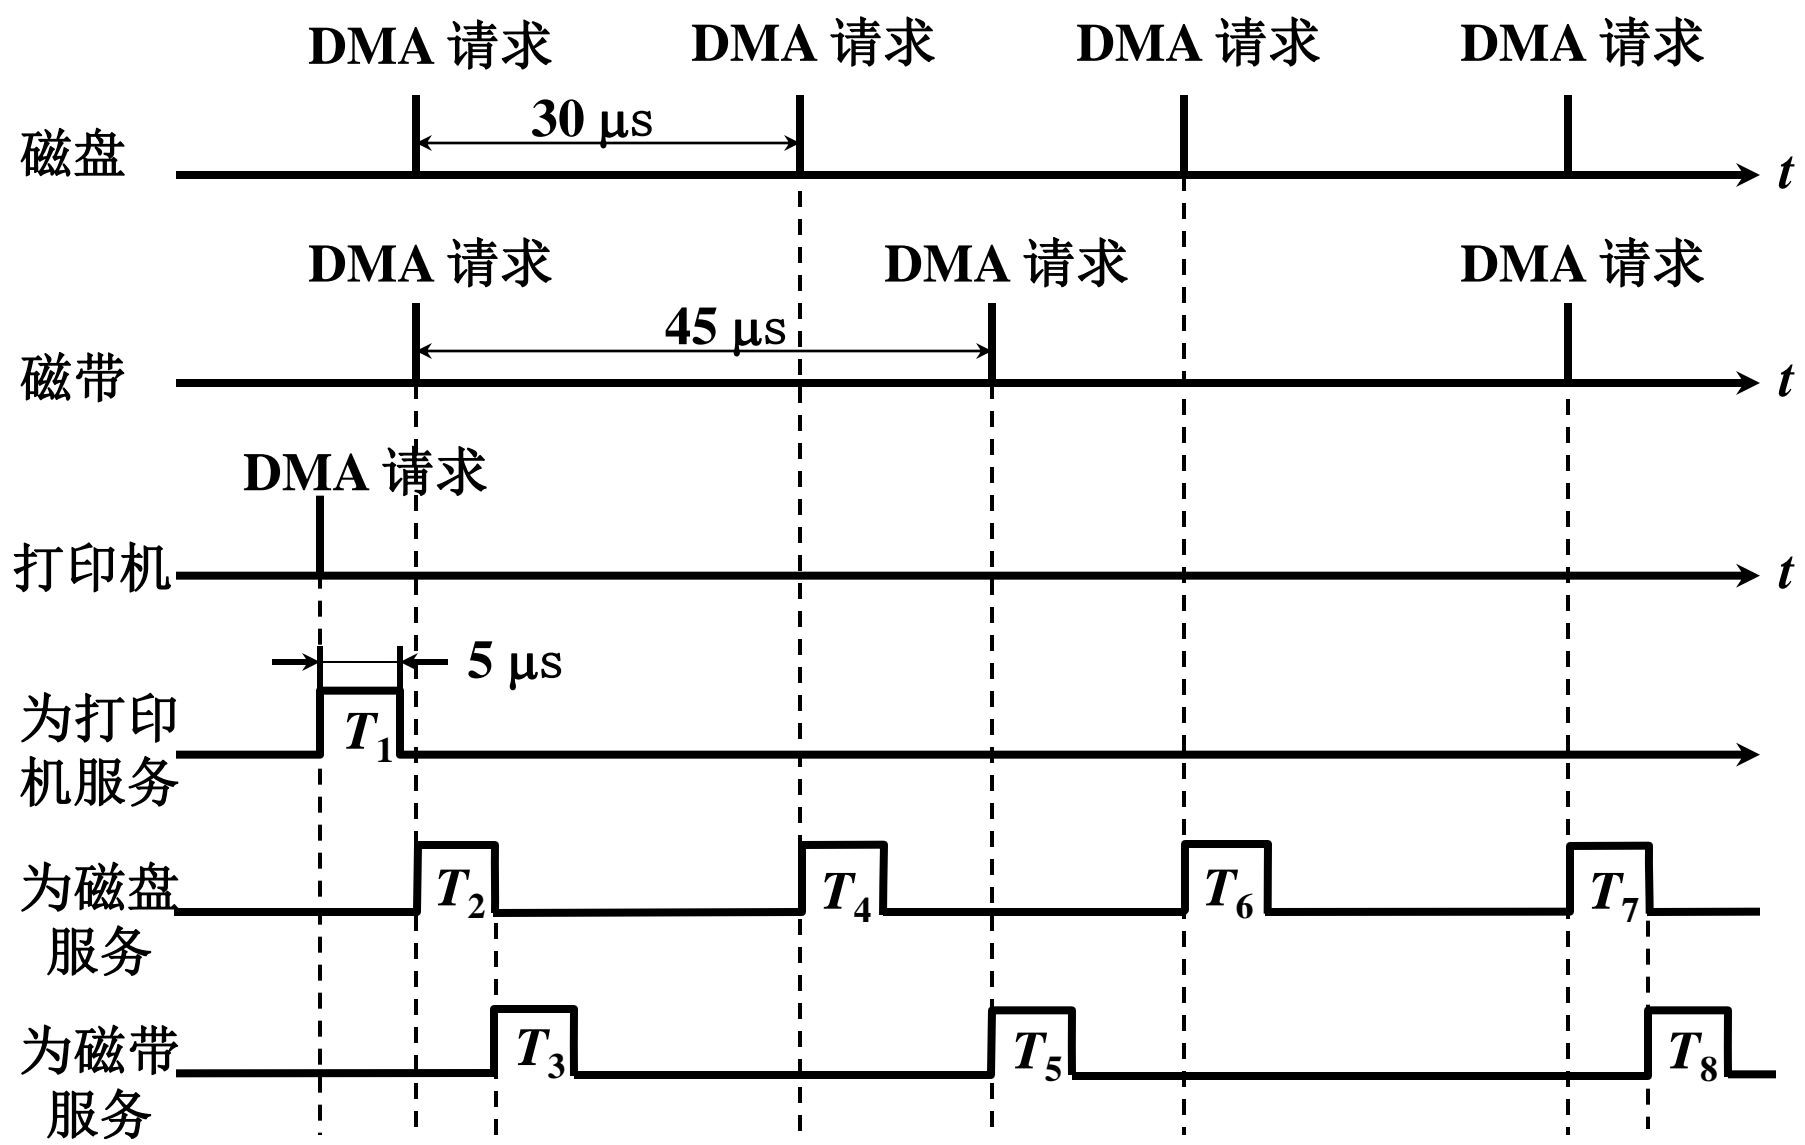 DMA 请求 DMA 请求 DMA 请求 DMA 请求
30 μs
磁盘 t
DMA 请求 DMA 请求 DMA 请求
45 μs
磁带 t
DMA 请求
打印机 t
5 μs
为打印
机服务
T1
为磁盘
服务
T2 T4 T6 T7
为磁带
服务
T3 T5 T8